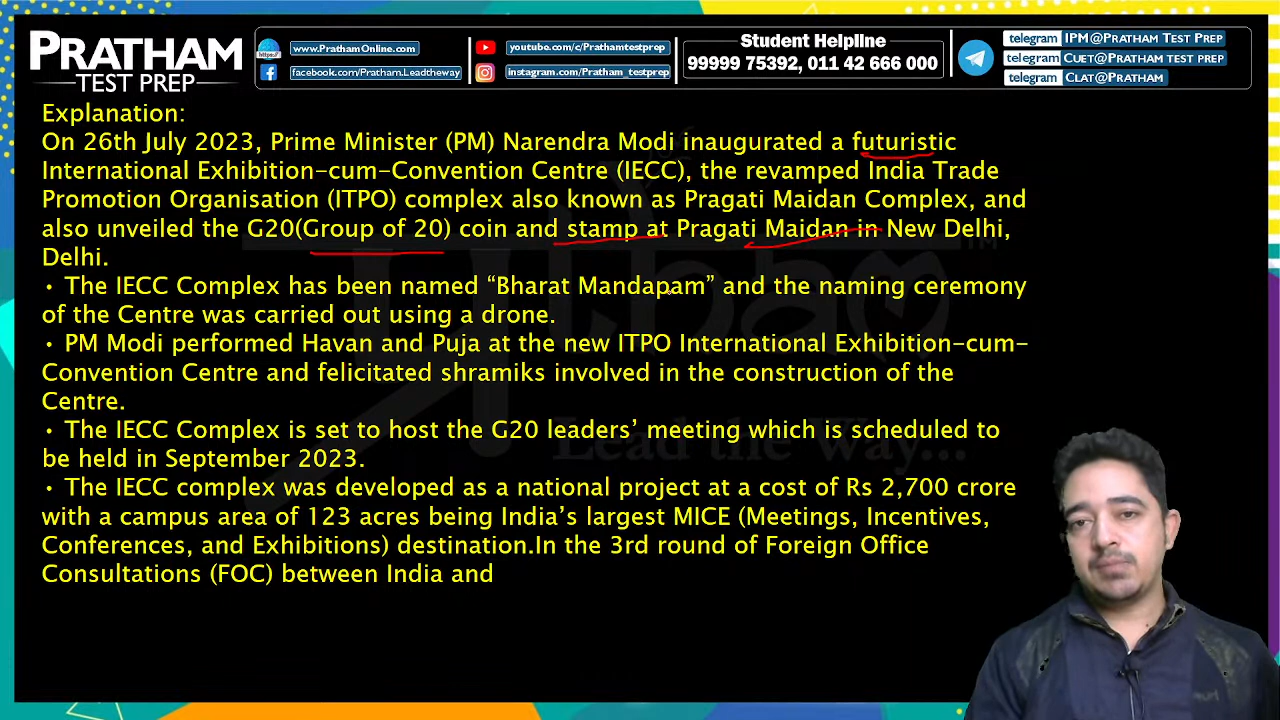 PRATHAM
TEST PREP
https://
www.PrathamOnline.com
facebook.com/Pratham.Leadtheway
youtube.com/c/Prathamtestprep
instagram.com/Pratham_testprep
Student Helpline
99999 75392, 011 42 666 000
telegram IPM@PRATHAM TEST PREP
telegram CUET@PRATHAM TEST PREP
telegram CLAT@PRATHAM
Explanation:
On 26th July 2023, Prime Minister (PM) Narendra Modi inaugurated a futuristic
International Exhibition-cum-Convention Centre (IECC), the revamped India Trade
Promotion Organisation (ITPO) complex also known as Pragati Maidan Complex, and
also unveiled the G20(Group of 20) coin and stamp at Pragati Maidan in New Delhi,
Delhi.
• The IECC Complex has been named “Bharat Mandapam” and the naming ceremony
of the Centre was carried out using a drone.
• PM Modi performed Havan and Puja at the new ITPO International Exhibition-cum-
Convention Centre and felicitated shramiks involved in the construction of the
Centre.
• The IECC Complex is set to host the G20 leaders’ meeting which is scheduled to
be held in September 2023.
• The IECC complex was developed as a national project at a cost of Rs 2,700 crore
with a campus area of 123 acres being India’s largest MICE (Meetings, Incentives,
Conferences, and Exhibitions) destination.In the 3rd round of Foreign Office
Consultations (FOC) between India and
Lead the Way...
TM